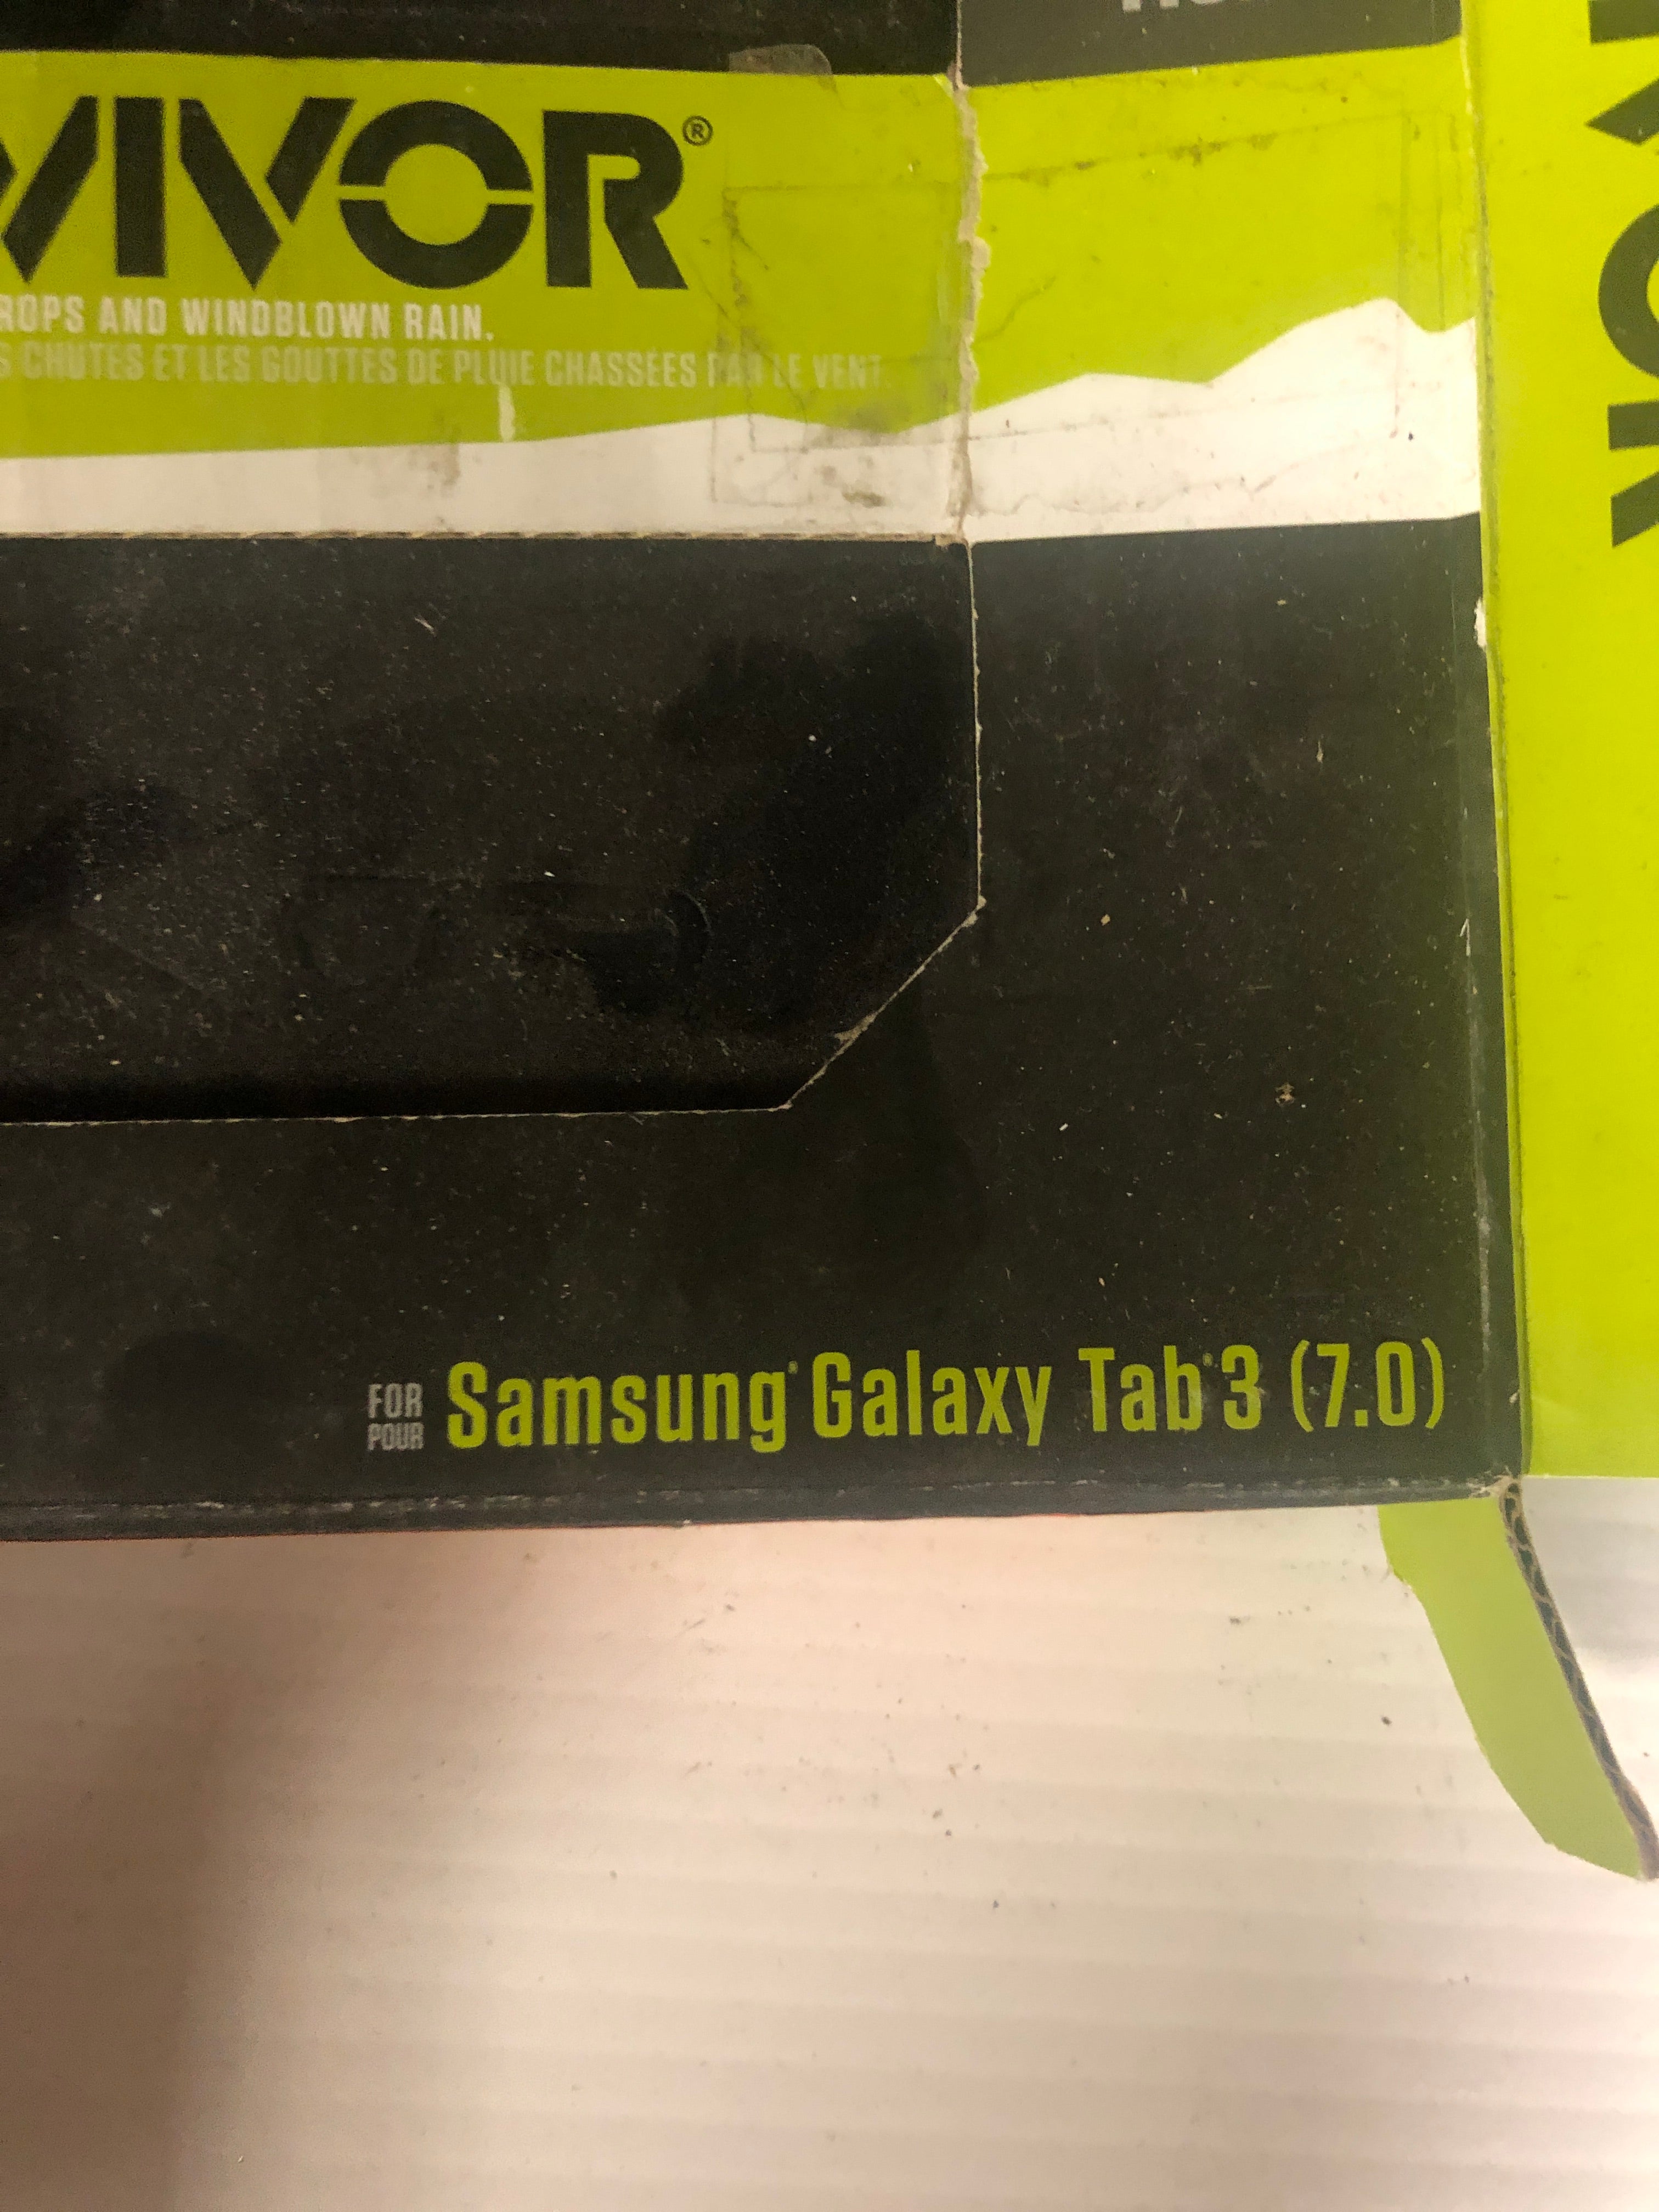 VIVOR®
ROPS AND WINDBLOWN RAIN.
S CHUTES ET LES GOUTTES DE PLUIE CHASSÉES PAR LE VENT.
FOR
POUR
Samsung® Galaxy Tab® 3 (7.0)